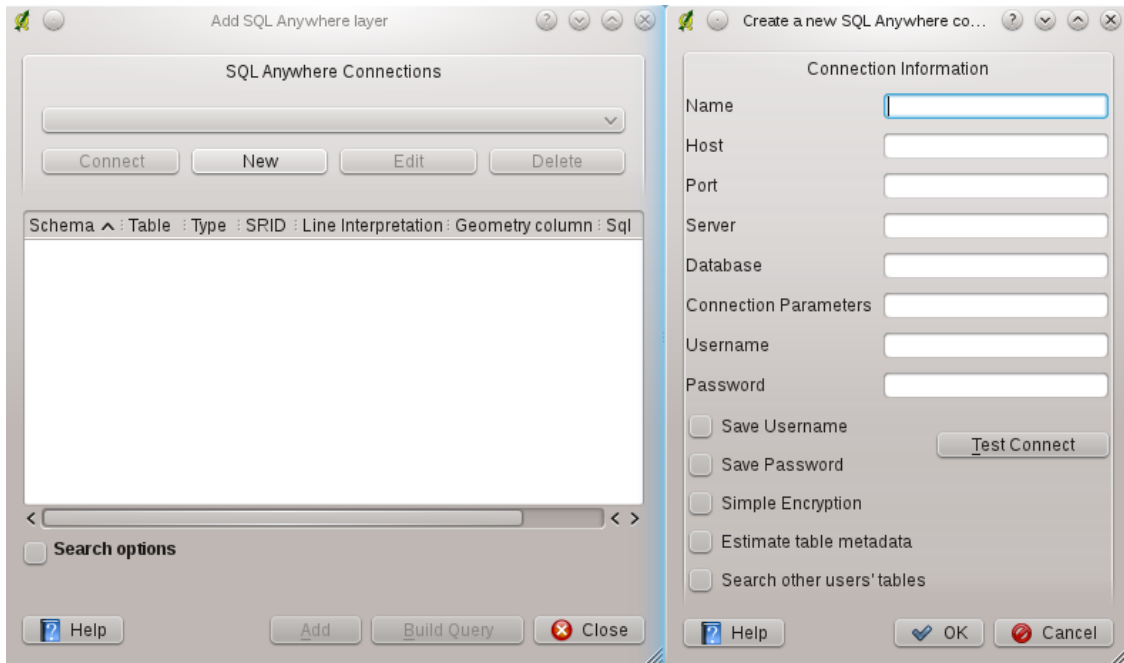 Add SQL Anywhere layer
SQL Anywhere Connections
Connect New Edit Delete
Schema Table Type SRID Line Interpretation Geometry column Sql
Search options
Help Add Build Query Close
Create a new SQL Anywhere co...
Connection Information
Name
Host
Port
Server
Database
Connection Parameters
Username
Password
Save Username
Test Connect
Save Password
Simple Encryption
Estimate table metadata
Search other users' tables
Help OK Cancel